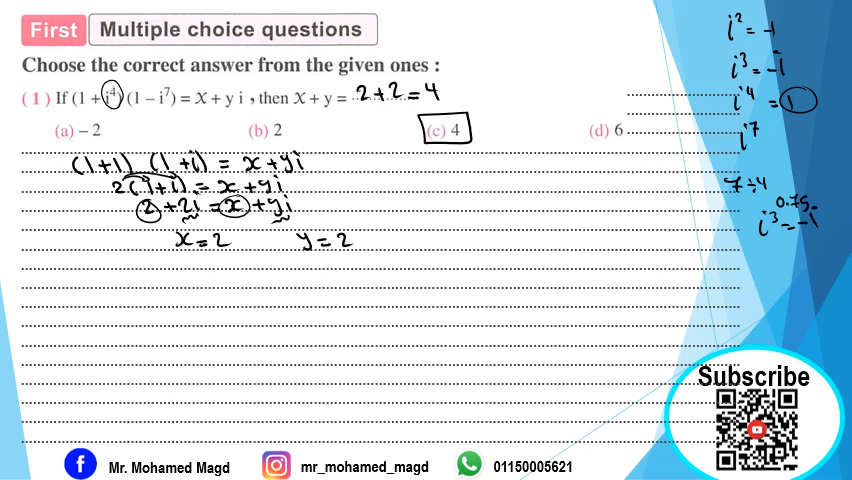 First Multiple choice questions
Choose the correct answer from the given ones :
( 1 ) If (1 + i⁴) (1 – i⁷) = X + y i , then X + y = 2 + 2 = 4
(a) – 2 (b) 2 (c) 4 (d) 6
(1+1) (1+i) = x+yi
2(1+i) = x+yi
2 + 2i = x + yi
x = 2 y = 2
i² = -1
i³ = -i
i⁴ = 1
i⁷
7 ÷ 4
0.75
i³ = -1
Subscribe
Mr. Mohamed Magd
mr_mohamed_magd
01150005621